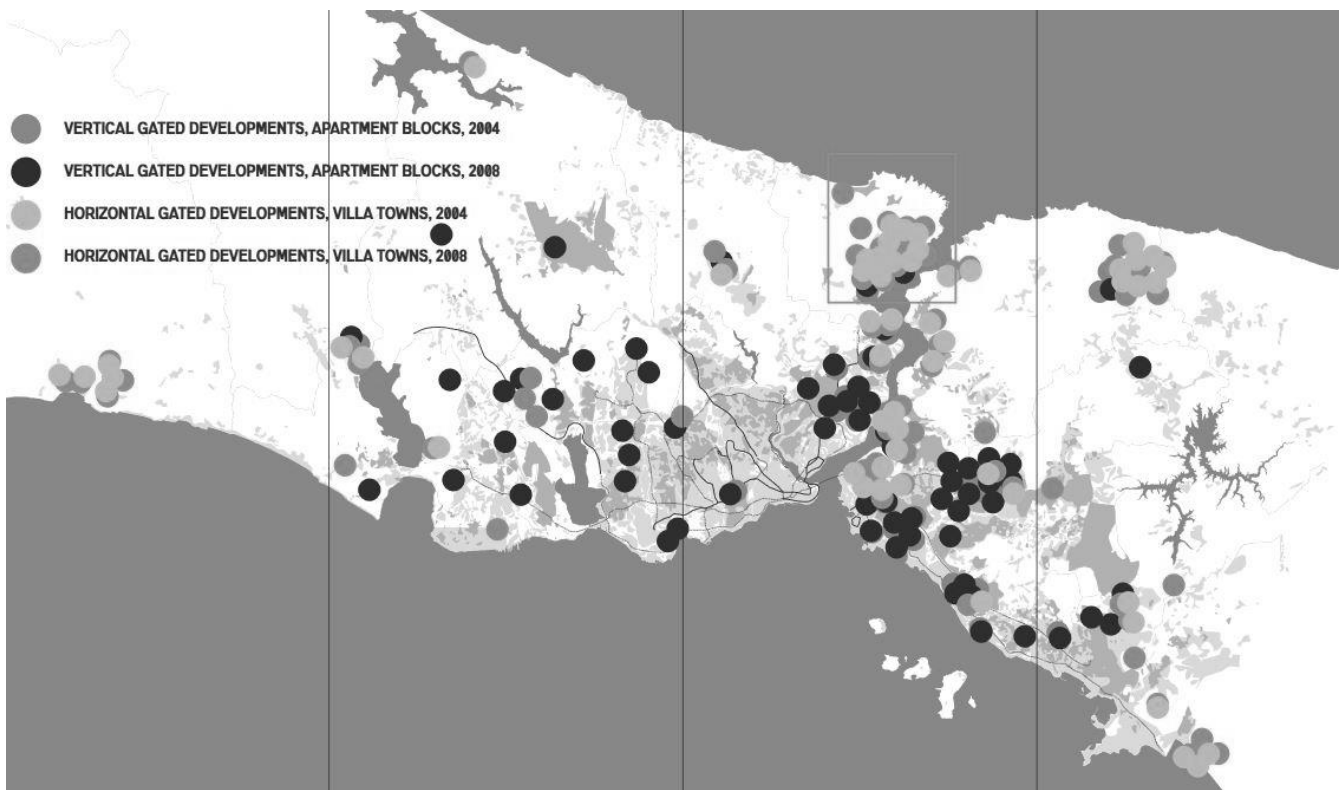 VERTICAL GATED DEVELOPMENTS, APARTMENT BLOCKS, 2004
VERTICAL GATED DEVELOPMENTS, APARTMENT BLOCKS, 2008
HORIZONTAL GATED DEVELOPMENTS, VILLA TOWNS, 2004
HORIZONTAL GATED DEVELOPMENTS, VILLA TOWNS, 2008